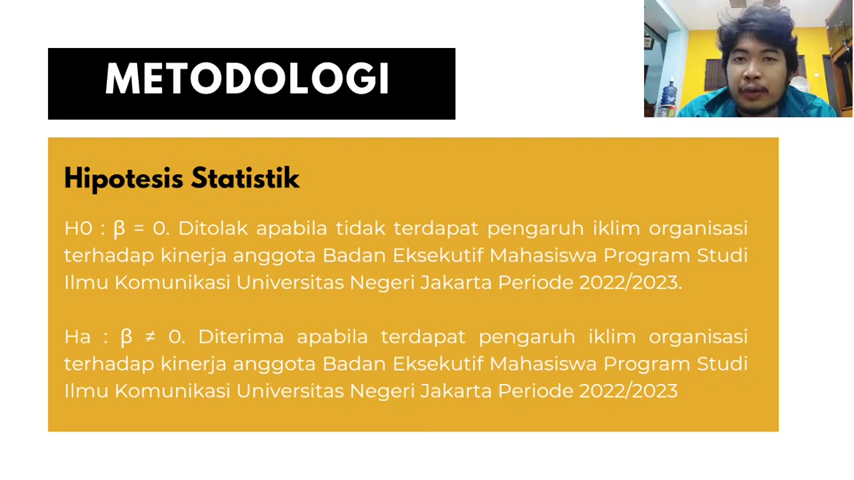 METODOLOGI
Hipotesis Statistik
H0 : β = 0. Ditolak apabila tidak terdapat pengaruh iklim organisasi
terhadap kinerja anggota Badan Eksekutif Mahasiswa Program Studi
Ilmu Komunikasi Universitas Negeri Jakarta Periode 2022/2023.
Ha : β ≠ 0. Diterima apabila terdapat pengaruh iklim organisasi
terhadap kinerja anggota Badan Eksekutif Mahasiswa Program Studi
Ilmu Komunikasi Universitas Negeri Jakarta Periode 2022/2023